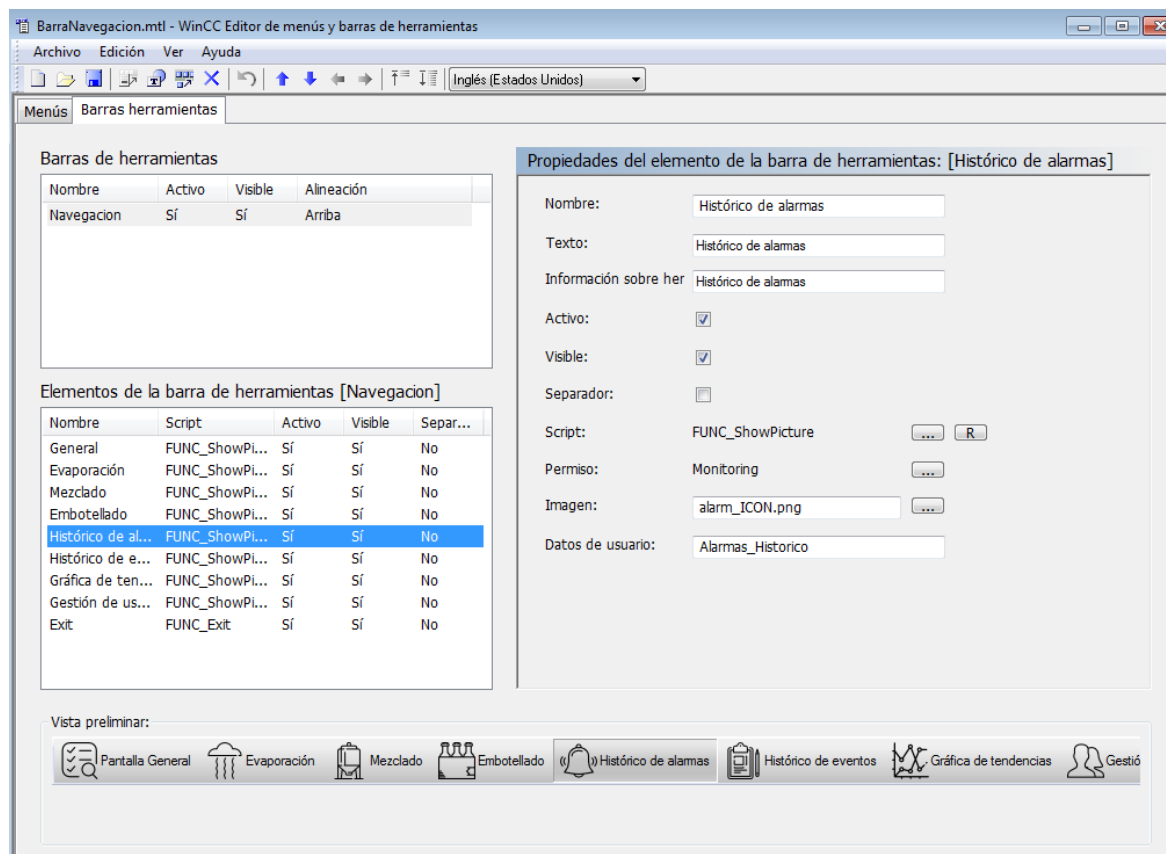 BarraNavegacion.mtl - WinCC Editor de menús y barras de herramientas
Archivo Edición Ver Ayuda
Inglés (Estados Unidos)
Menús Barras herramientas
Barras de herramientas
Nombre Activo Visible Alineación
Navegacion Sí Sí Arriba
Elementos de la barra de herramientas [Navegacion]
Nombre Script Activo Visible Separ...
General FUNC_ShowPi... Sí Sí No
Evaporación FUNC_ShowPi... Sí Sí No
Mezclado FUNC_ShowPi... Sí Sí No
Embotellado FUNC_ShowPi... Sí Sí No
Histórico de al... FUNC_ShowPi... Sí Sí No
Histórico de e... FUNC_ShowPi... Sí Sí No
Gráfica de ten... FUNC_ShowPi... Sí Sí No
Gestión de us... FUNC_ShowPi... Sí Sí No
Exit FUNC_Exit Sí Sí No
Propiedades del elemento de la barra de herramientas: [Histórico de alarmas]
Nombre: Histórico de alarmas
Texto: Histórico de alarmas
Información sobre her Histórico de alarmas
Activo:
Visible:
Separador:
Script: FUNC_ShowPicture ... R
Permiso: Monitoring ...
Imagen: alarm_ICON.png ...
Datos de usuario: Alarmas_Historico
Vista preliminar:
Pantalla General Evaporación Mezclado Embotellado Histórico de alarmas Histórico de eventos Gráfica de tendencias Gestió